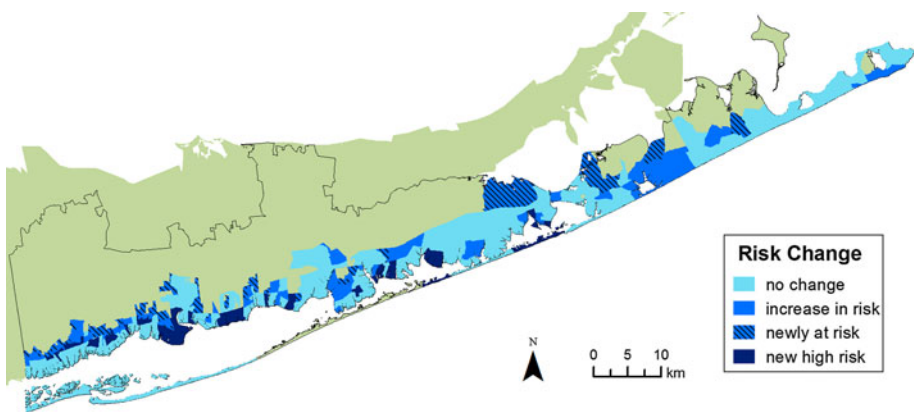 Risk Change
no change
increase in risk
newly at risk
new high risk
N
0 5 10
km